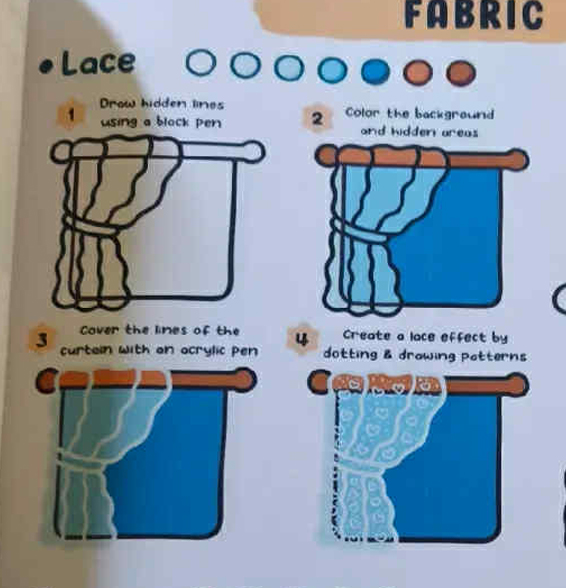 FABRIC
• Lace
1 Draw hidden lines
using a black pen
2 Color the background
and hidden areas
3 Cover the lines of the
curtain with an acrylic pen
4 Create a lace effect by
dotting & drawing patterns